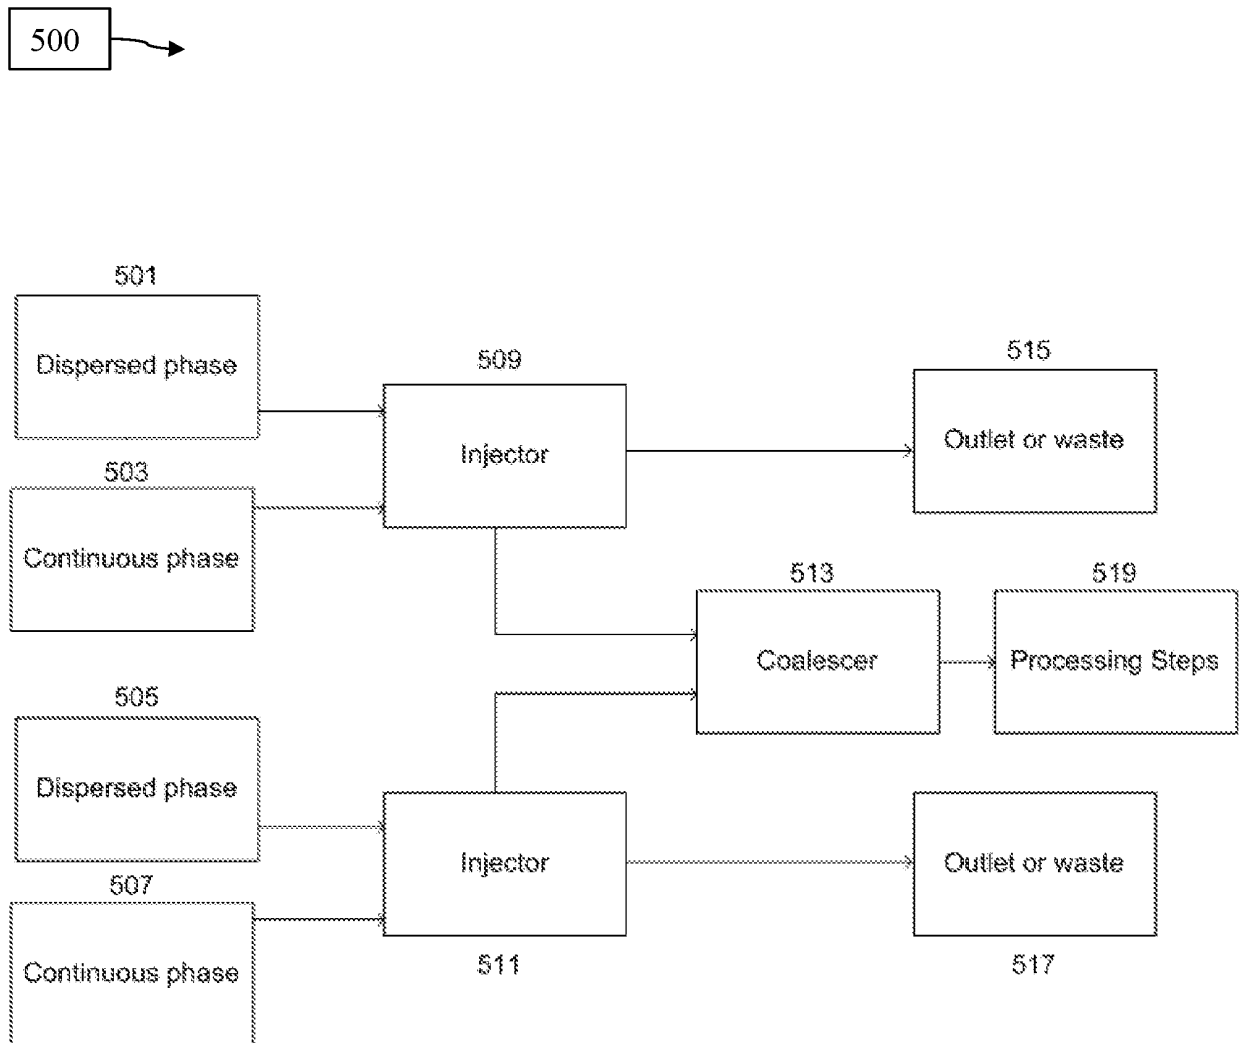 500
501
Dispersed phase
503
Continuous phase
509
Injector
515
Outlet or waste
513
Coalescer
519
Processing Steps
505
Dispersed phase
507
Continuous phase
Injector
511
Outlet or waste
517